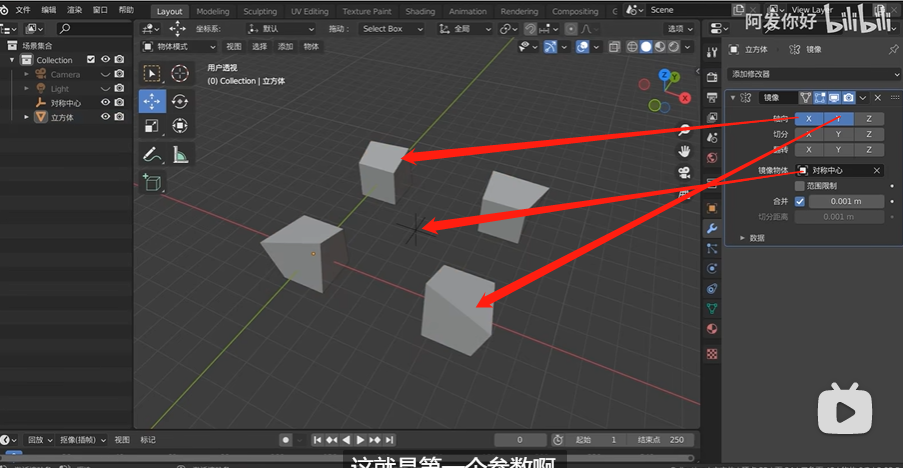 文件 编辑 渲染 窗口 帮助 Layout Modeling Sculpting UV Editing Texture Paint Shading Animation Rendering Compositing Scene View Layer
阿发你好 bilibili
坐标系: 默认 拖动: Select Box 全局 选项
物体模式 视图 选择 添加 物体
场景集合
Collection
Camera
Light
对称中心
立方体
用户透视
(0) Collection | 立方体
Z
Y
X
立方体 镜像
添加修改器
镜像
轴向 X Y Z
切分 X Y Z
翻转 X Y Z
镜像物体 对称中心
范围限制
合并 0.001 m
切分距离 0.001 m
数据
回放 抠像(插帧) 视图 标记 0 起始 1 结束点 250
这就是第一个参数啊